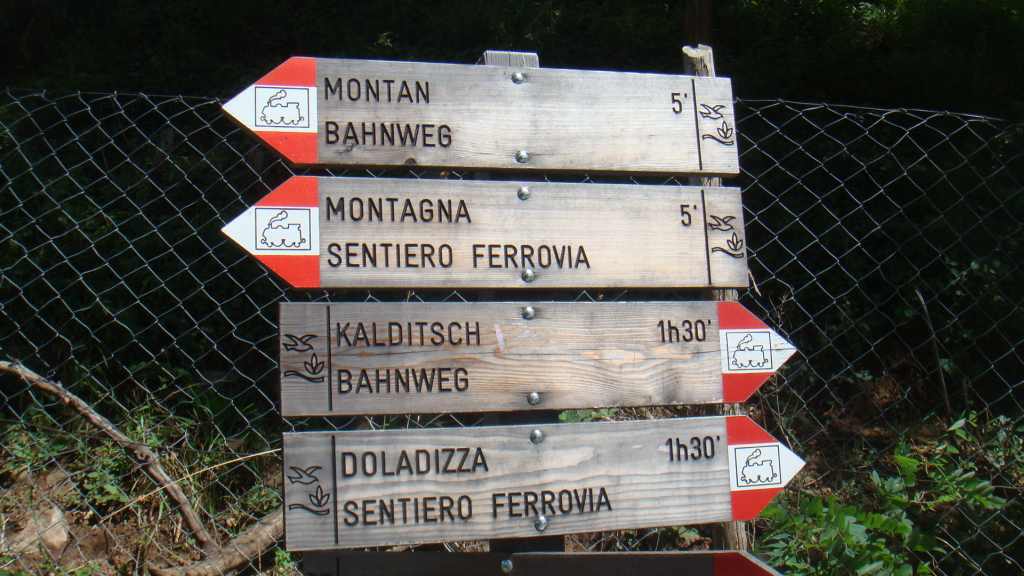 MONTAN 5'
BAHNWEG
MONTAGNA 5'
SENTIERO FERROVIA
KALDITSCH 1h30'
BAHNWEG
DOLADIZZA 1h30'
SENTIERO FERROVIA